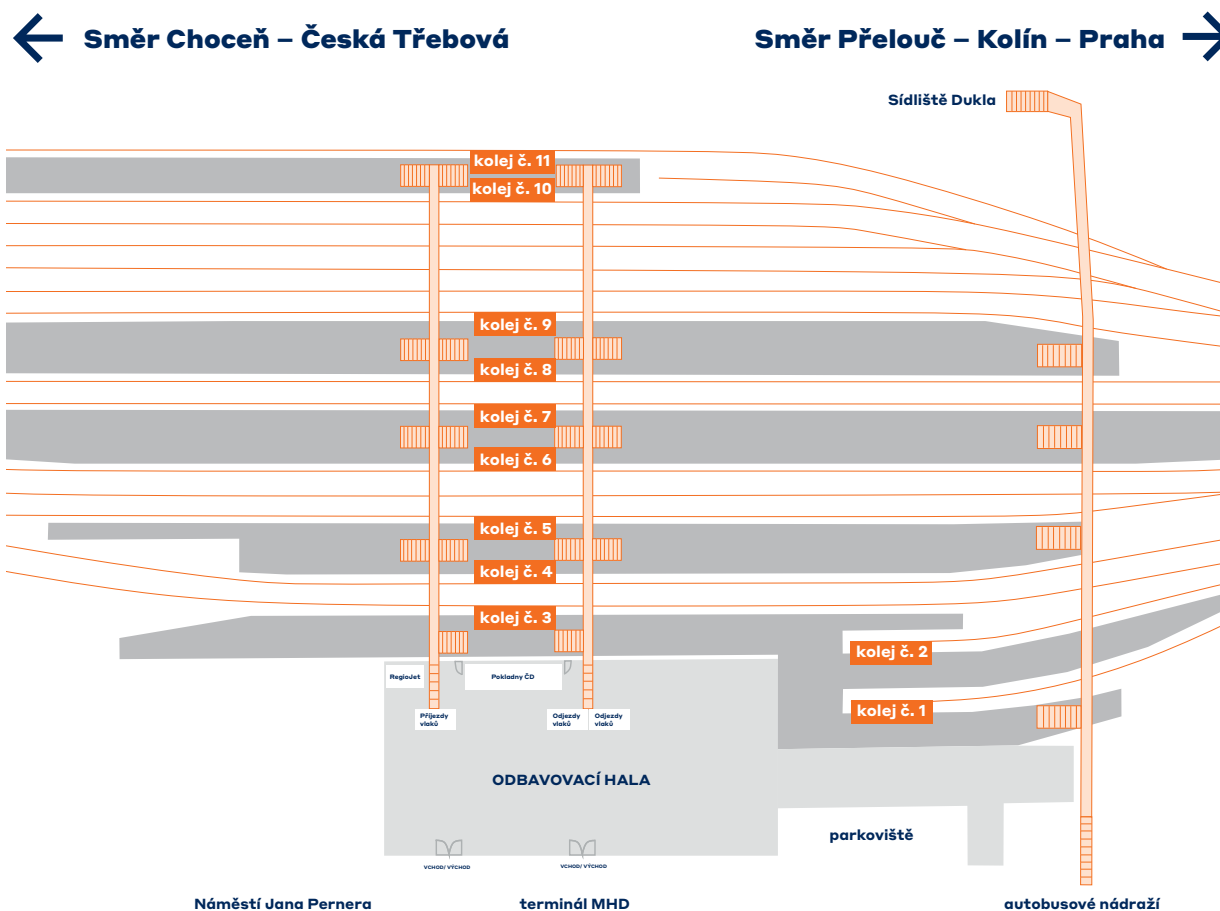 Směr Choceň – Česká Třebová
Směr Přelouč – Kolín – Praha
Sídliště Dukla
kolej č. 11
kolej č. 10
kolej č. 9
kolej č. 8
kolej č. 7
kolej č. 6
kolej č. 5
kolej č. 4
kolej č. 3
kolej č. 2
kolej č. 1
RegioJet
Pokladny ČD
Příjezdy
vlaků
Odjezdy
vlaků
Odjezdy
vlaků
ODBAVOVACÍ HALA
parkoviště
VCHOD/ VÝCHOD
VCHOD/ VÝCHOD
Náměstí Jana Pernera
terminál MHD
autobusové nádraží